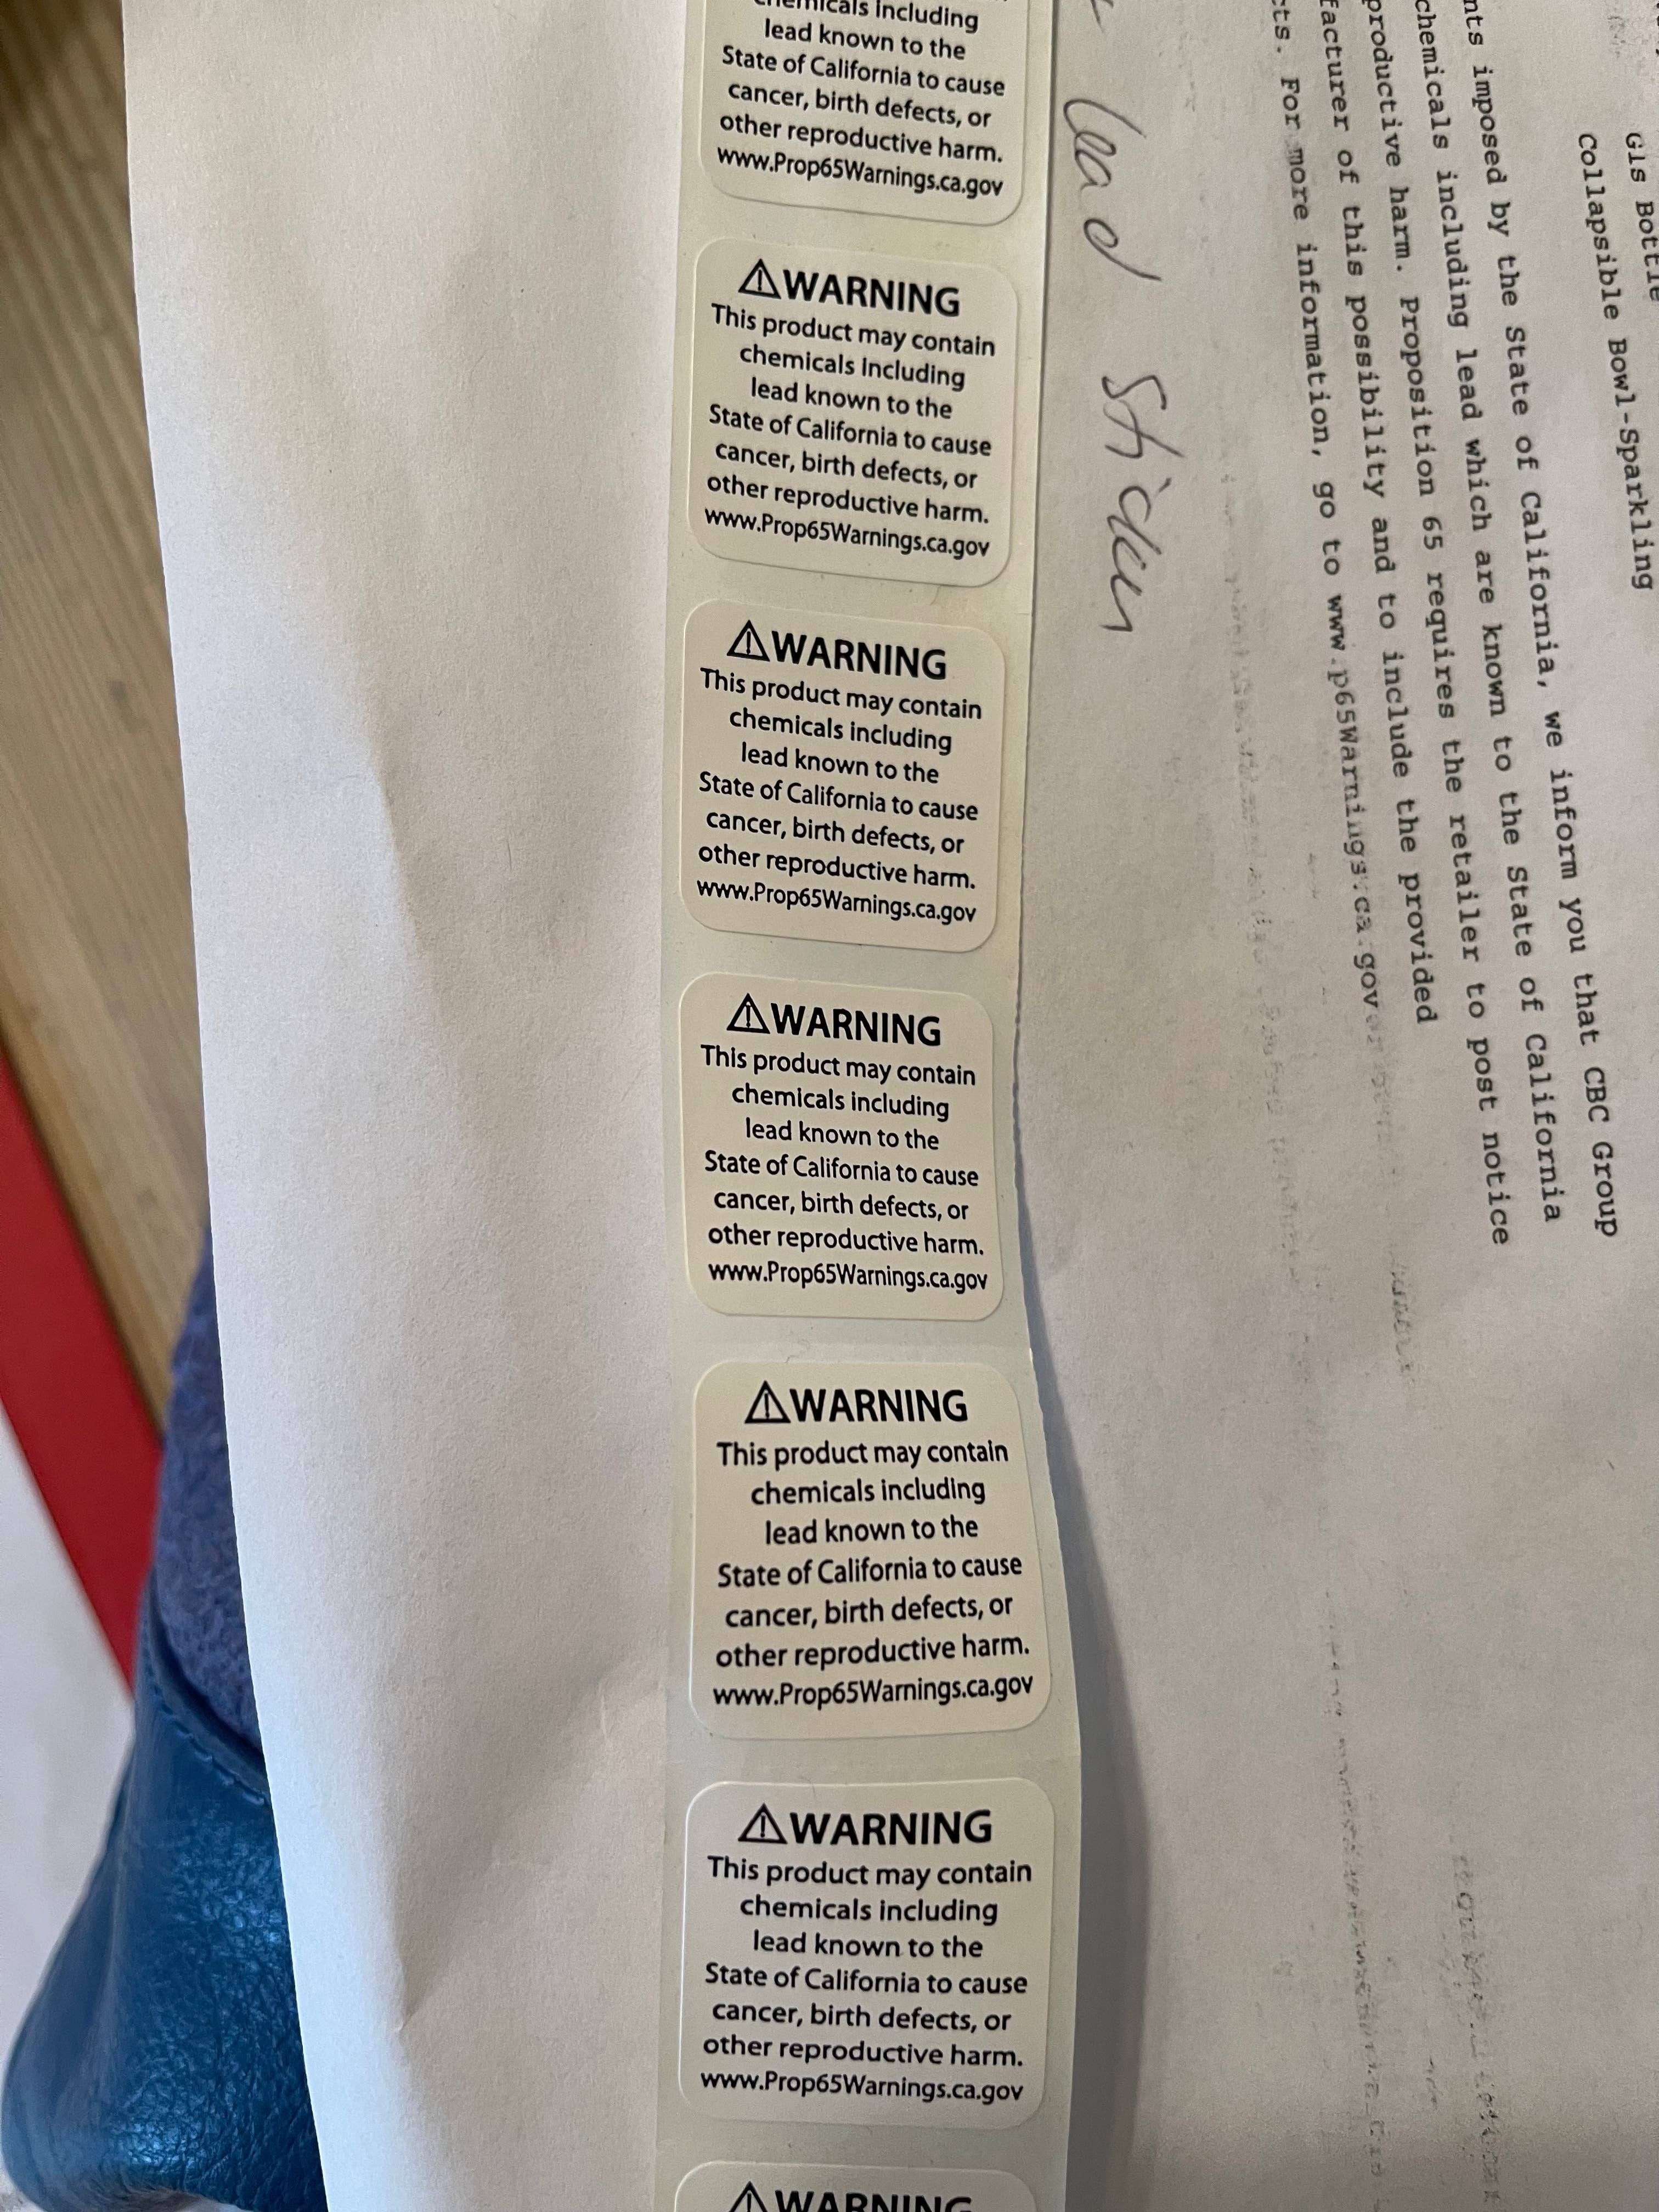 chemicals including
lead known to the
State of California to cause
cancer, birth defects, or
other reproductive harm.
www.Prop65Warnings.ca.gov
WARNING
This product may contain
chemicals including
lead known to the
State of California to cause
cancer, birth defects, or
other reproductive harm.
www.Prop65Warnings.ca.gov
WARNING
This product may contain
chemicals including
lead known to the
State of California to cause
cancer, birth defects, or
other reproductive harm.
www.Prop65Warnings.ca.gov
WARNING
This product may contain
chemicals including
lead known to the
State of California to cause
cancer, birth defects, or
other reproductive harm.
www.Prop65Warnings.ca.gov
WARNING
This product may contain
chemicals including
lead known to the
State of California to cause
cancer, birth defects, or
other reproductive harm.
www.Prop65Warnings.ca.gov
WARNING
This product may contain
chemicals including
lead known to the
State of California to cause
cancer, birth defects, or
other reproductive harm.
www.Prop65Warnings.ca.gov
WARNING
Gls Bottle
Collapsible Bowl-Sparkling
nts imposed by the State of California, we inform you that CBC Group
chemicals including lead which are known to the State of California
productive harm. Proposition 65 requires the retailer to post notice
facturer of this possibility and to include the provided
cts. For more information, go to www.p65Warnings.ca.gov
lead sticker